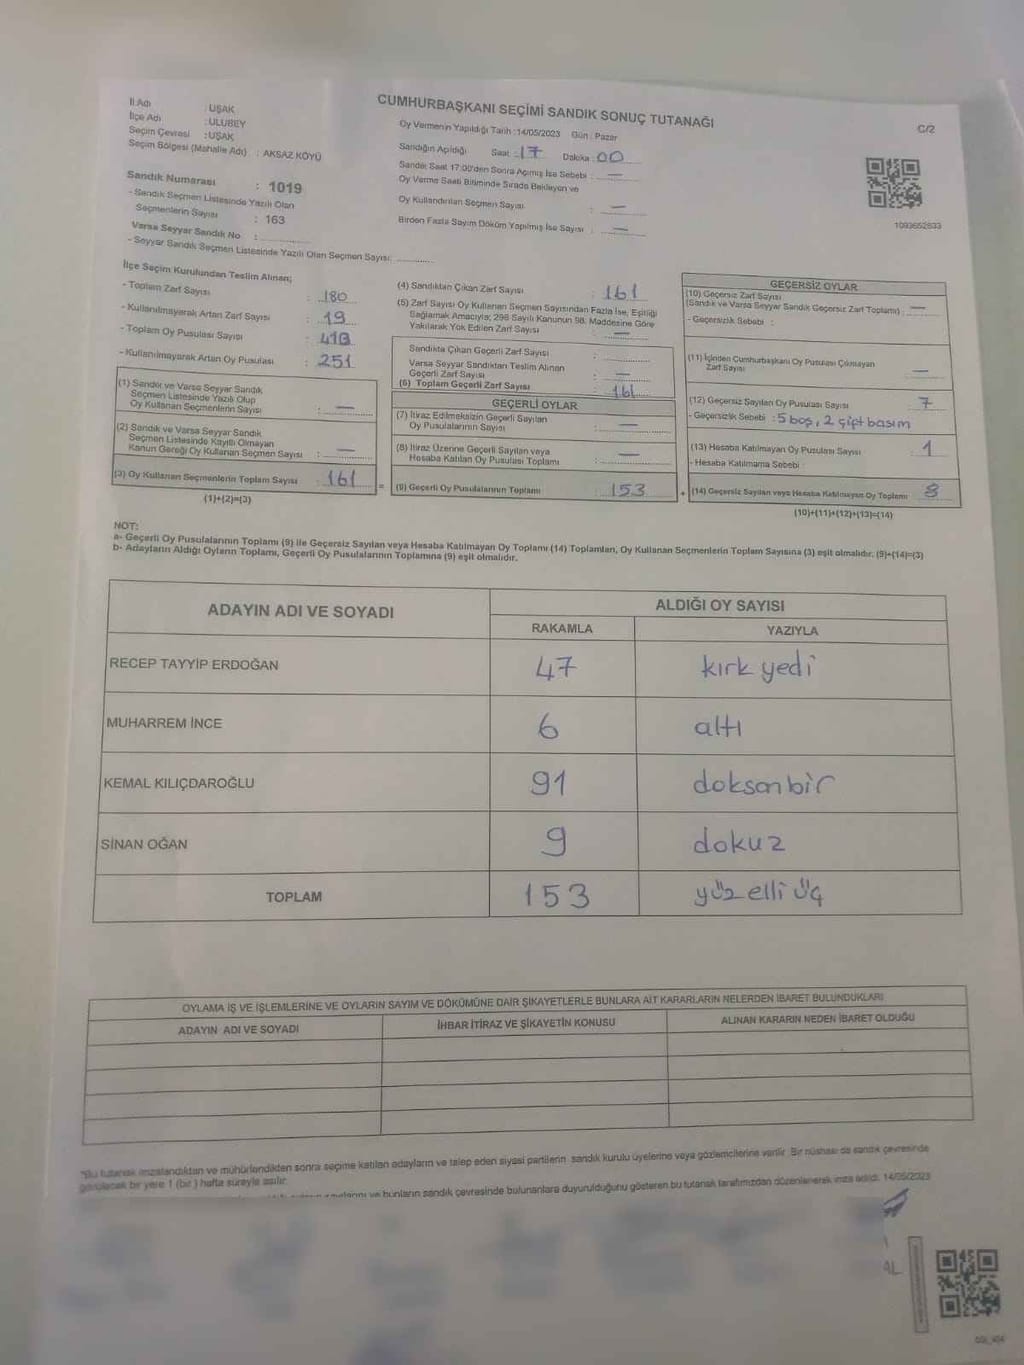 CUMHURBAŞKANI SEÇİMİ SANDIK SONUÇ TUTANAĞI
C/2
İl Adı : UŞAK
İlçe Adı : ULUBEY
Seçim Çevresi : UŞAK
Seçim Bölgesi (Mahalle Adı) : AKSAZ KÖYÜ
Sandık Numarası : 1019
- Sandık Seçmen Listesinde Yazılı Olan
Seçmenlerin Sayısı : 163
Varsa Seyyar Sandık No :
- Seyyar Sandık Seçmen Listesinde Yazılı Olan Seçmen Sayısı:
Oy Vermenin Yapıldığı Tarih :14/05/2023 Gün : Pazar
Sandığın Açıldığı Saat : 17 Dakika : 00
Sandık Saat 17:00'den Sonra Açılmış İse Sebebi : —
Oy Verme Saati Bitiminde Sırada Bekleyen ve
Oy Kullandırılan Seçmen Sayısı : —
Birden Fazla Sayım Döküm Yapılmış İse Sayısı : —
1093652633
İlçe Seçim Kurulundan Teslim Alınan;
- Toplam Zarf Sayısı : 180
- Kullanılmayarak Artan Zarf Sayısı : 19
- Toplam Oy Pusulası Sayısı :
- Kullanılmayarak Artan Oy Pusulası : 251
(1) Sandık ve Varsa Seyyar Sandık
Seçmen Listesinde Yazılı Olup
Oy Kullanan Seçmenlerin Sayısı : —
(2) Sandık ve Varsa Seyyar Sandık
Seçmen Listesinde Kayıtlı Olmayan
Kanun Gereği Oy Kullanan Seçmen Sayısı : —
(3) Oy Kullanan Seçmenlerin Toplam Sayısı : 161
(1)+(2)=(3)
(4) Sandıktan Çıkan Zarf Sayısı : 161
(5) Zarf Sayısı Oy Kullanan Seçmen Sayısından Fazla İse, Eşitliği
Sağlamak Amacıyla; 298 Sayılı Kanunun 98. Maddesine Göre
Yakılarak Yok Edilen Zarf Sayısı : —
Sandıkta Çıkan Geçerli Zarf Sayısı :
Varsa Seyyar Sandıktan Teslim Alınan
Geçerli Zarf Sayısı : —
(6) Toplam Geçerli Zarf Sayısı : 161
GEÇERLİ OYLAR
(7) İtiraz Edilmeksizin Geçerli Sayılan
Oy Pusulalarının Sayısı : —
(8) İtiraz Üzerine Geçerli Sayılan veya
Hesaba Katılan Oy Pusulası Toplamı : —
= (9) Geçerli Oy Pusulalarının Toplamı : 153
GEÇERSİZ OYLAR
(10) Geçersiz Zarf Sayısı
(Sandık ve Varsa Seyyar Sandık Geçersiz Zarf Toplamı) : —
- Geçersizlik Sebebi :
(11) İçinden Cumhurbaşkanı Oy Pusulası Çıkmayan
Zarf Sayısı : —
(12) Geçersiz Sayılan Oy Pusulası Sayısı : 7
- Geçersizlik Sebebi : 5 boş, 2 çift basım
(13) Hesaba Katılmayan Oy Pusulası Sayısı : 1
- Hesaba Katılmama Sebebi :
+ (14) Geçersiz Sayılan veya Hesaba Katılmayan Oy Toplamı : 8
(10)+(11)+(12)+(13)=(14)
NOT:
a- Geçerli Oy Pusulalarının Toplamı (9) ile Geçersiz Sayılan veya Hesaba Katılmayan Oy Toplamı (14) Toplamları, Oy Kullanan Seçmenlerin Toplam Sayısına (3) eşit olmalıdır. (9)+(14)=(3)
b- Adayların Aldığı Oyların Toplamı, Geçerli Oy Pusulalarının Toplamına (9) eşit olmalıdır.
ADAYIN ADI VE SOYADI ALDIĞI OY SAYISI
RAKAMLA YAZIYLA
RECEP TAYYİP ERDOĞAN 47 kırk yedi
MUHARREM İNCE 6 altı
KEMAL KILIÇDAROĞLU 91 doksan bir
SİNAN OĞAN 9 dokuz
TOPLAM 153 yüz elli üç
OYLAMA İŞ VE İŞLEMLERİNE VE OYLARIN SAYIM VE DÖKÜMÜNE DAİR ŞİKAYETLERLE BUNLARA AİT KARARLARIN NELERDEN İBARET BULUNDUKLARI
ADAYIN ADI VE SOYADI İHBAR İTİRAZ VE ŞİKAYETİN KONUSU ALINAN KARARIN NEDEN İBARET OLDUĞU
*Bu tutanak imzalandıktan ve mühürlendikten sonra seçime katılan adayların ve talep eden siyasi partilerin sandık kurulu üyelerine veya gözlemcilerine verilir. Bir nüshası da sandık çevresinde
görülecek bir yere 1 (bir) hafta süreyle asılır.
ve bunların sandık çevresinde bulunanlara duyurulduğunu gösteren bu tutanak tarafımızdan düzenlenerek imza edildi. 14/05/2023
AL